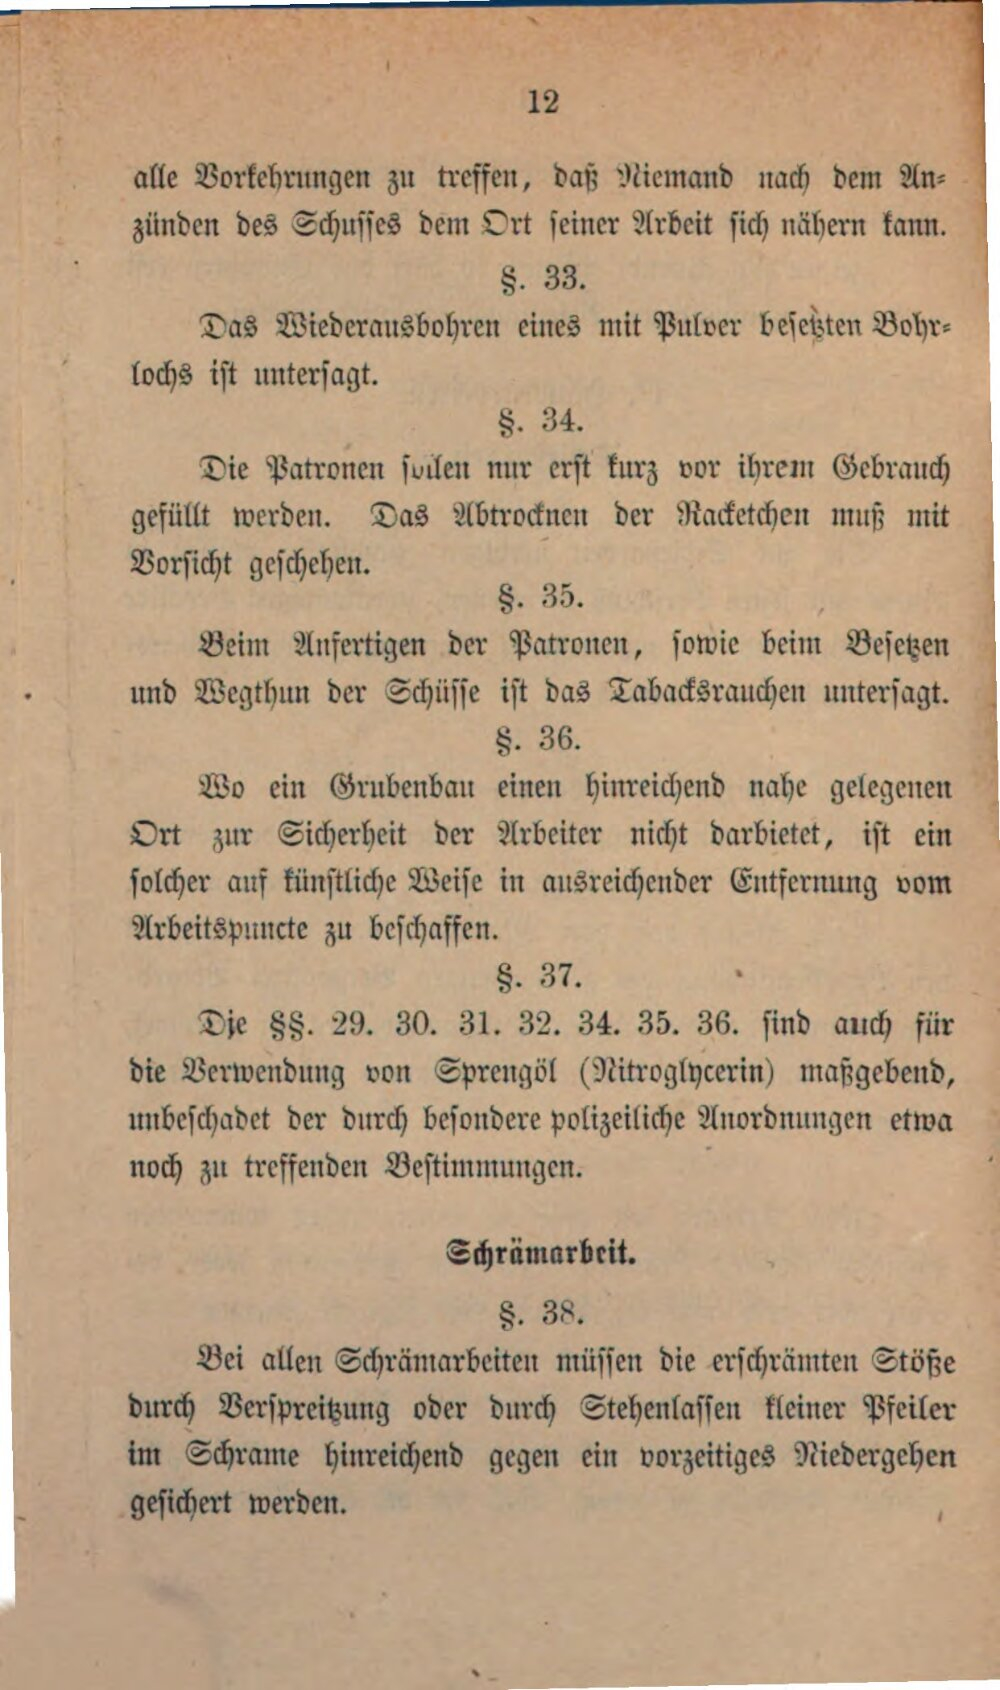 12
alle Vorkehrungen zu treffen, daß Niemand nach dem An-
zünden des Schusses dem Ort seiner Arbeit sich nähern kann.
§. 33.
Das Wiederausbohren eines mit Pulver besetzten Bohr-
lochs ist untersagt.
§. 34.
Die Patronen sollen nur erst kurz vor ihrem Gebrauch
gefüllt werden. Das Abtrocknen der Racketchen muß mit
Vorsicht geschehen.
§. 35.
Beim Anfertigen der Patronen, sowie beim Besetzen
und Wegthun der Schüsse ist das Tabacksrauchen untersagt.
§. 36.
Wo ein Grubenbau einen hinreichend nahe gelegenen
Ort zur Sicherheit der Arbeiter nicht darbietet, ist ein
solcher auf künstliche Weise in ausreichender Entfernung vom
Arbeitspuncte zu beschaffen.
§. 37.
Die §§. 29. 30. 31. 32. 34. 35. 36. sind auch für
die Verwendung von Sprengöl (Nitroglycerin) maßgebend,
unbeschadet der durch besondere polizeiliche Anordnungen etwa
noch zu treffenden Bestimmungen.
Schrämarbeit.
§. 38.
Bei allen Schrämarbeiten müssen die erschrämten Stöße
durch Verspreitzung oder durch Stehenlassen kleiner Pfeiler
im Schrame hinreichend gegen ein vorzeitiges Niedergehen
gesichert werden.